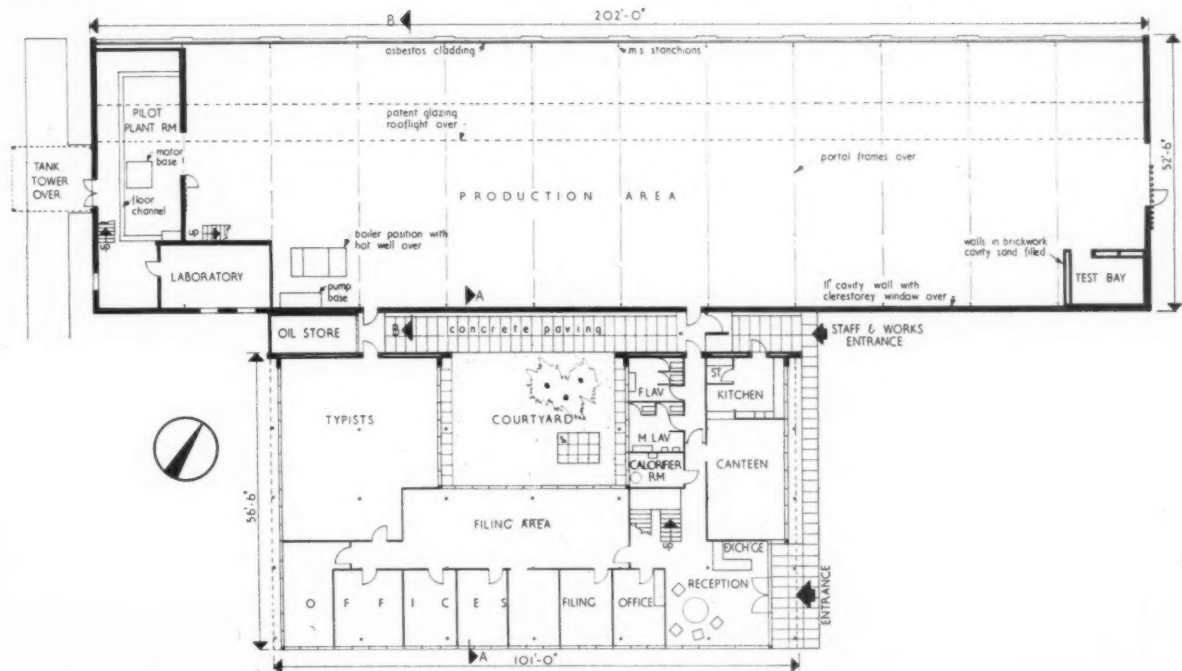 B
202'-0"
asbestos cladding
m.s stanchions
PILOT
PLANT RM
patent glazing
rooflight over
motor
base
portal frames over
52'-6"
TANK
TOWER
OVER
PRODUCTION AREA
floor
channel
up
up
boiler position with
hot well over
walls in brickwork
cavity sand filled
LABORATORY
TEST BAY
pump
base
A
11" cavity wall with
clerestorey window over
OIL STORE
B
concrete paving
STAFF & WORKS
ENTRANCE
F LAV
ST
KITCHEN
TYPISTS
COURTYARD
M LAV
CANTEEN
CALORIFIER
RM
56'-6"
FILING AREA
up
EXCH'GE
RECEPTION
OFFICES
FILING
OFFICE
ENTRANCE
A
101'-0"